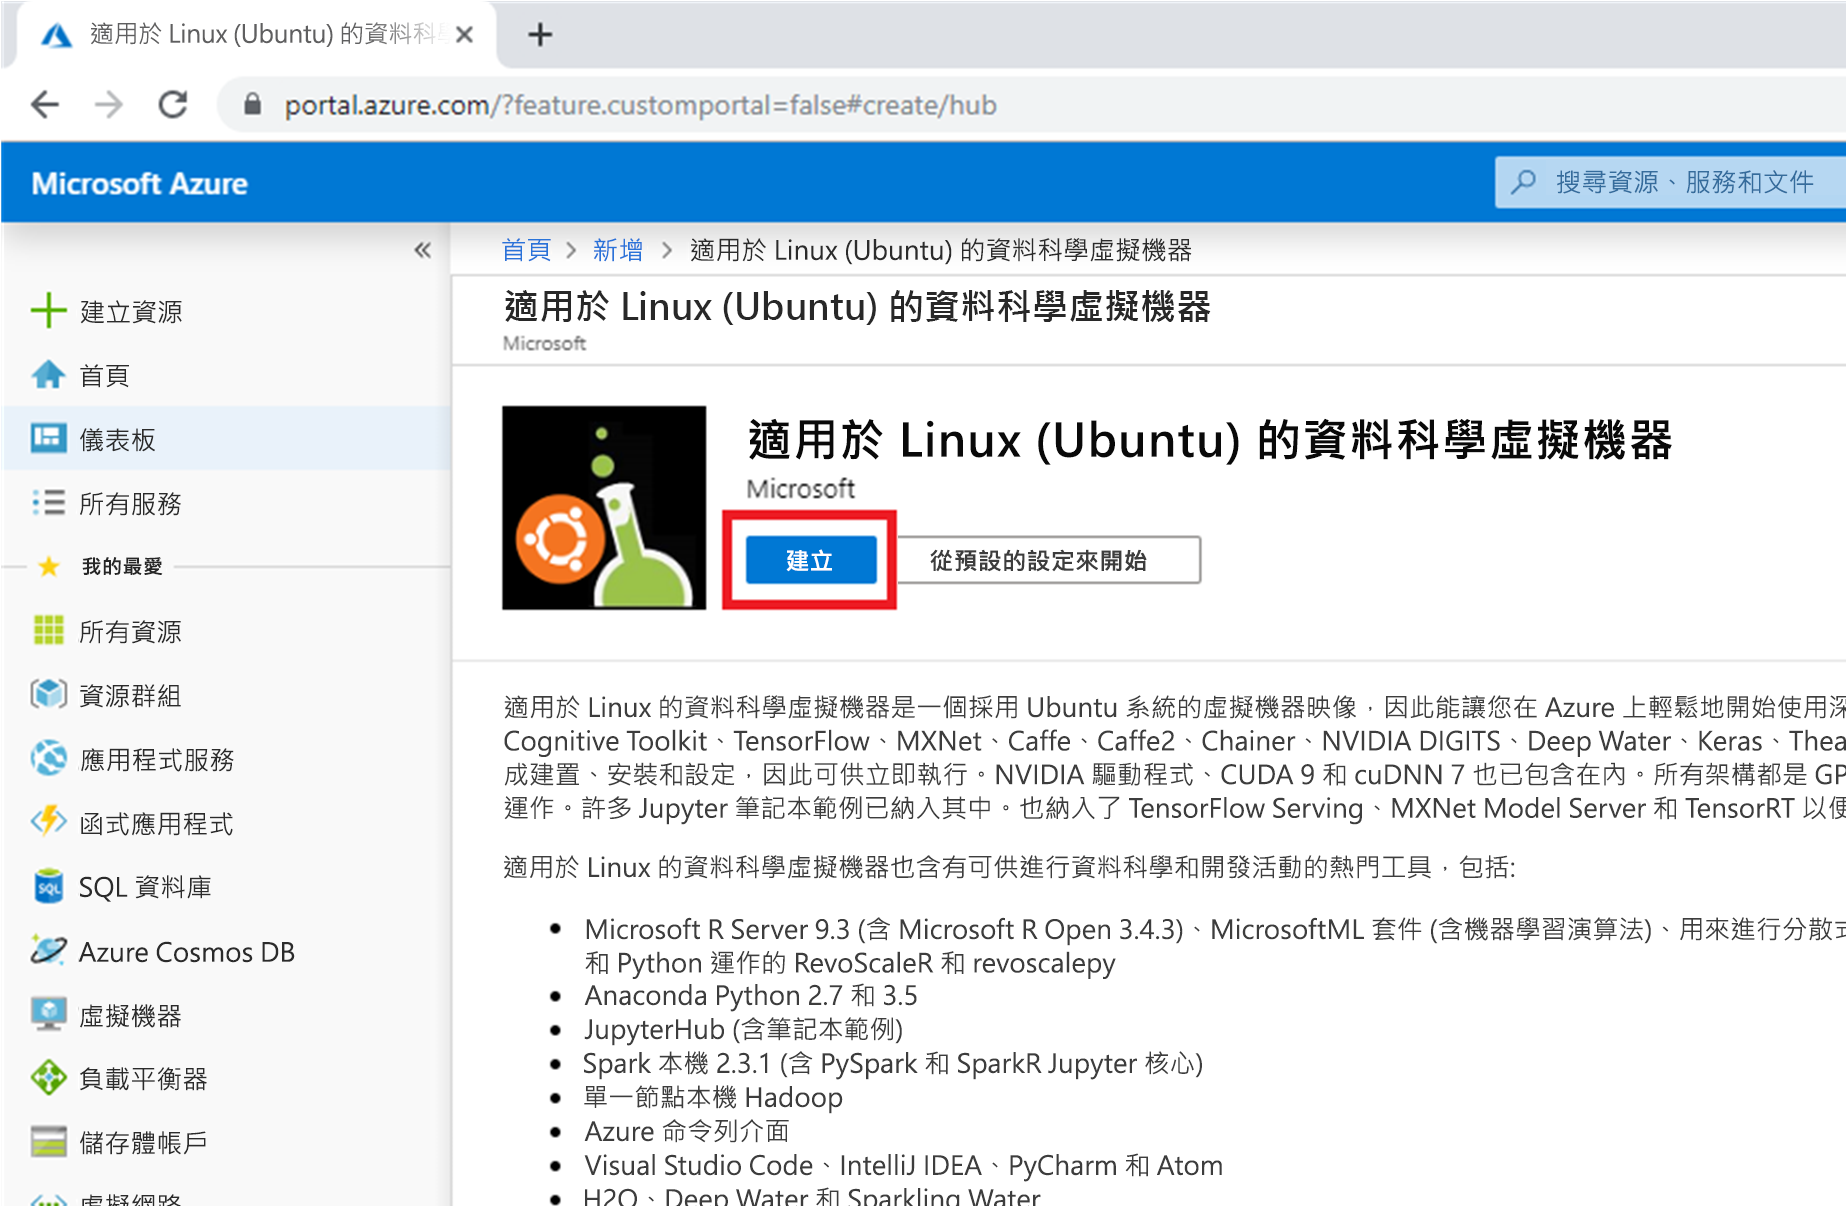 適用於 Linux (Ubuntu) 的資料科
portal.azure.com/?feature.customportal=false#create/hub
Microsoft Azure
搜尋資源、服務和文件
首頁 > 新增 > 適用於 Linux (Ubuntu) 的資料科學虛擬機器
適用於 Linux (Ubuntu) 的資料科學虛擬機器
Microsoft
建立資源
首頁
儀表板
所有服務
我的最愛
所有資源
資源群組
應用程式服務
函式應用程式
SQL 資料庫
Azure Cosmos DB
虛擬機器
負載平衡器
儲存體帳戶
虛擬網路
適用於 Linux (Ubuntu) 的資料科學虛擬機器
Microsoft
建立
從預設的設定來開始
適用於 Linux 的資料科學虛擬機器是一個採用 Ubuntu 系統的虛擬機器映像，因此能讓您在 Azure 上輕鬆地開始使用深
Cognitive Toolkit、TensorFlow、MXNet、Caffe、Caffe2、Chainer、NVIDIA DIGITS、Deep Water、Keras、Thea
成建置、安裝和設定，因此可供立即執行。NVIDIA 驅動程式、CUDA 9 和 cuDNN 7 也已包含在內。所有架構都是 GP
運作。許多 Jupyter 筆記本範例已納入其中。也納入了 TensorFlow Serving、MXNet Model Server 和 TensorRT 以便
適用於 Linux 的資料科學虛擬機器也含有可供進行資料科學和開發活動的熱門工具，包括:
• Microsoft R Server 9.3 (含 Microsoft R Open 3.4.3)、MicrosoftML 套件 (含機器學習演算法)、用來進行分散式
和 Python 運作的 RevoScaleR 和 revoscalepy
• Anaconda Python 2.7 和 3.5
• JupyterHub (含筆記本範例)
• Spark 本機 2.3.1 (含 PySpark 和 SparkR Jupyter 核心)
• 單一節點本機 Hadoop
• Azure 命令列介面
• Visual Studio Code、IntelliJ IDEA、PyCharm 和 Atom
• H2O、Deep Water 和 Sparkling Water